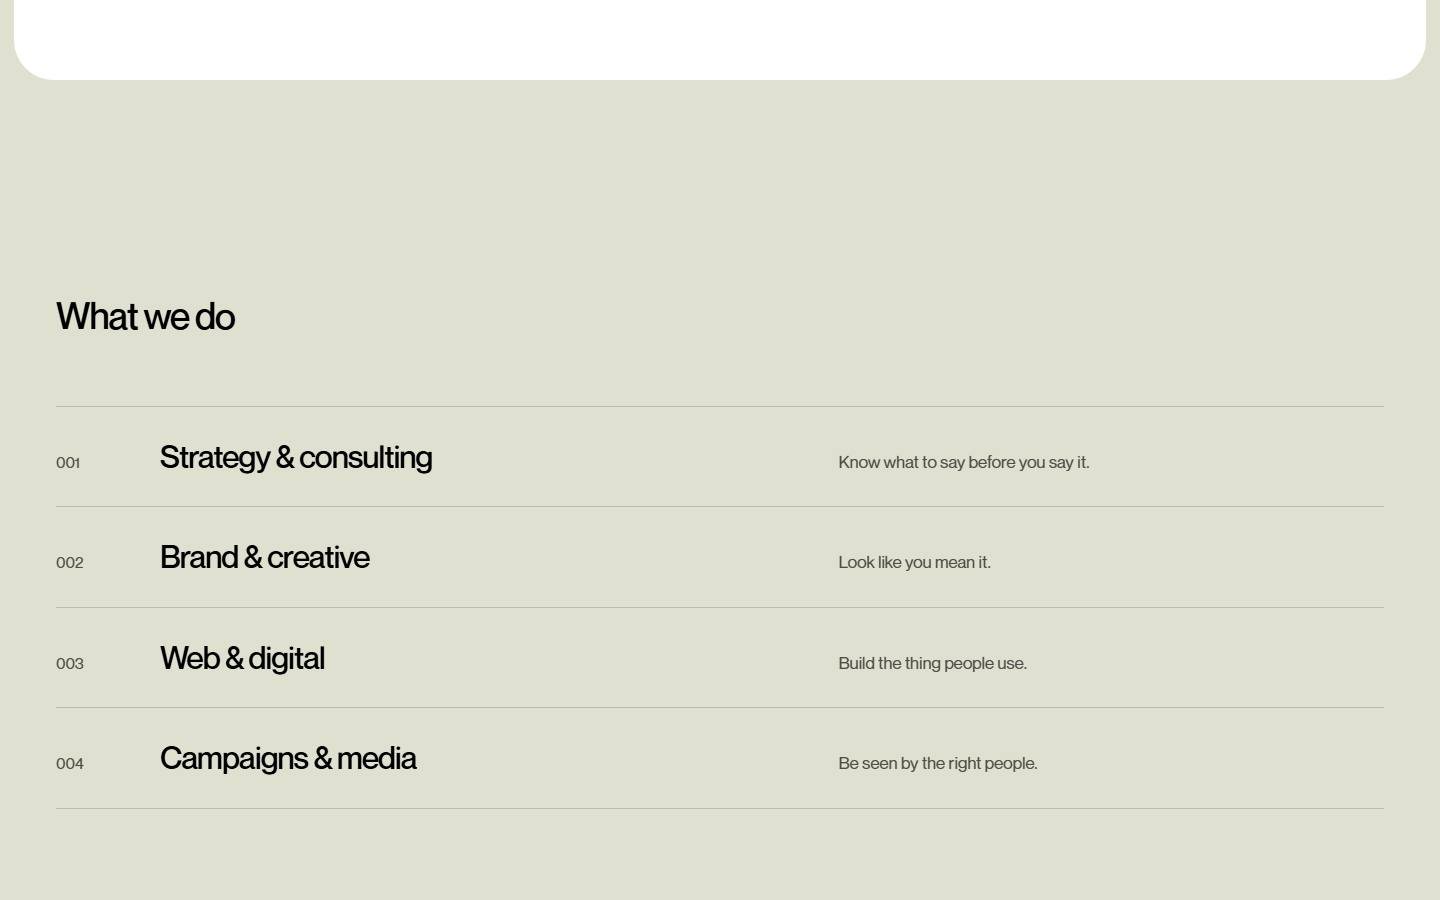 What we do
001
Strategy & consulting
Know what to say before you say it.
002
Brand & creative
Look like you mean it.
003
Web & digital
Build the thing people use.
004
Campaigns & media
Be seen by the right people.